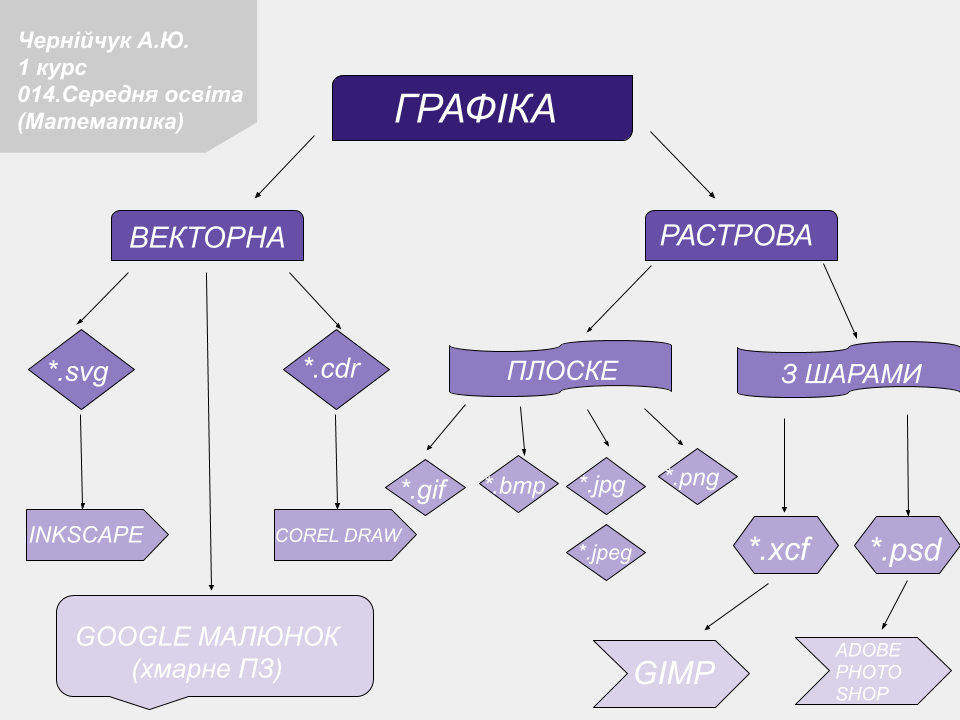 Чернійчук А.Ю.
1 курс
014.Середня освіта
(Математика)
ГРАФІКА
ВЕКТОРНА
РАСТРОВА
*.svg
*.cdr
ПЛОСКЕ
З ШАРАМИ
*.gif
*.bmp
*.jpg
*.png
*.jpeg
INKSCAPE
COREL DRAW
*.xcf
*.psd
GOOGLE МАЛЮНОК
(хмарне ПЗ)
GIMP
ADOBE
PHOTO
SHOP